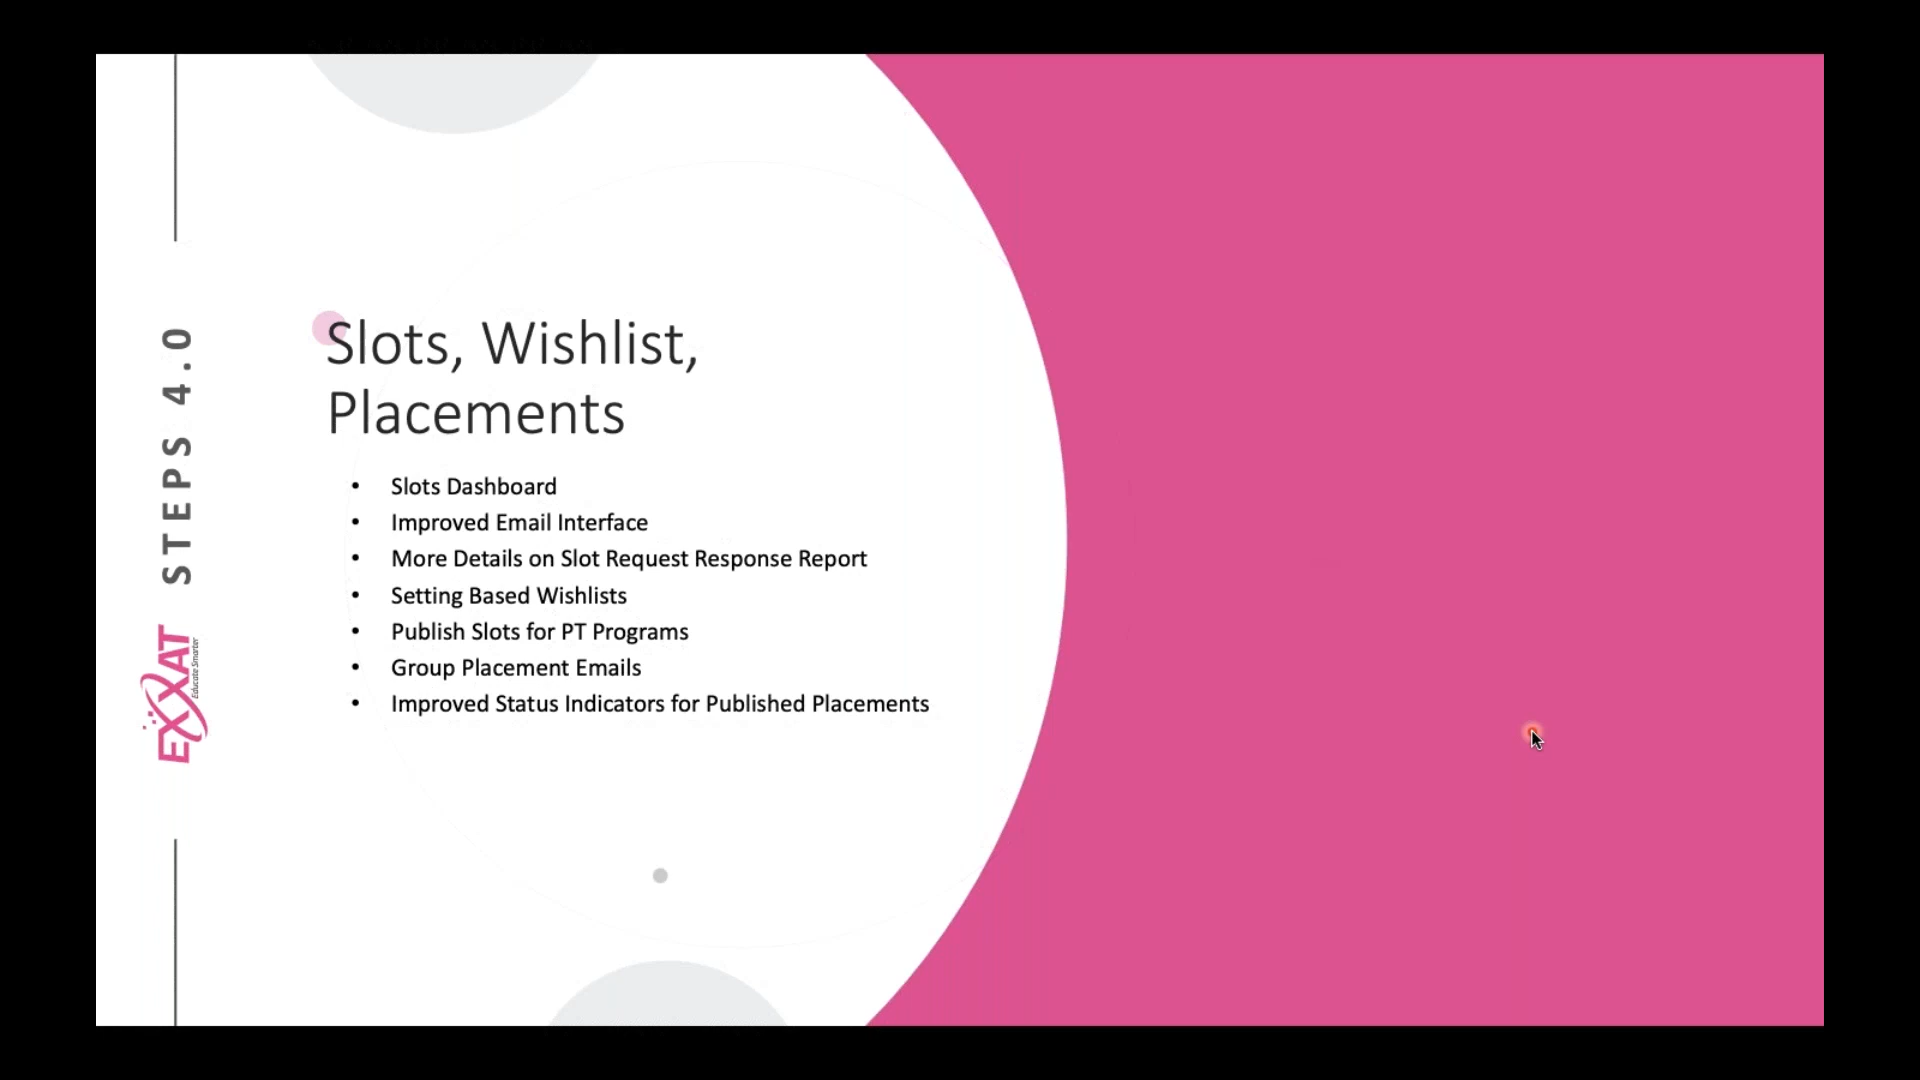 STEPS 4.0
EXXAT
Educate Smarter
Slots, Wishlist,
Placements
• Slots Dashboard
• Improved Email Interface
• More Details on Slot Request Response Report
• Setting Based Wishlists
• Publish Slots for PT Programs
• Group Placement Emails
• Improved Status Indicators for Published Placements